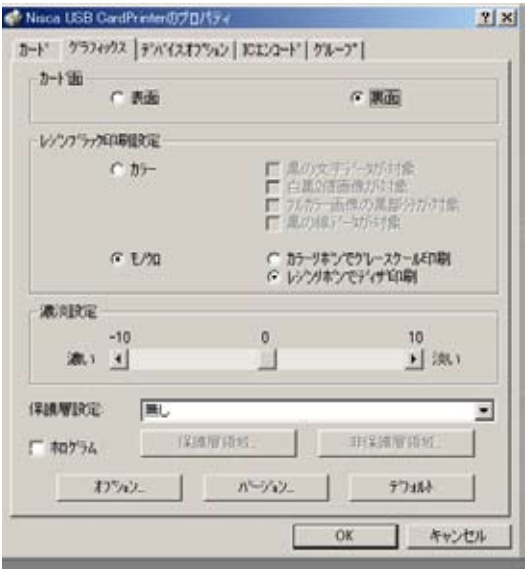 Nisca USB CardPrinterのプロパティ
カード グラフィックス デバイスオプション ICエンコード グループ
カード面
表面 裏面
レジンブラック印刷設定
カラー
黒の文字データが対象
白黒2値画像が対象
フルカラー画像の黒部分が対象
黒の線データが対象
モノクロ
カラーリボンでグレースケール印刷
レジンリボンでディザ印刷
濃淡設定
-10 0 10
濃い 淡い
保護層設定: 無し
ホログラム 保護層領域... 非保護層領域...
オプション... バージョン... デフォルト
OK キャンセル